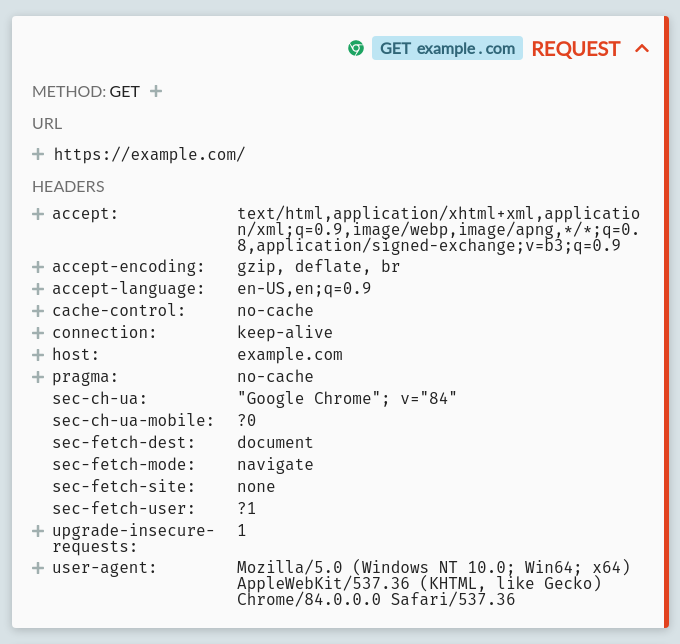 GET example.com REQUEST
METHOD: GET
URL
https://example.com/
HEADERS
accept: text/html,application/xhtml+xml,applicatio
n/xml;q=0.9,image/webp,image/apng,*/*;q=0.
8,application/signed-exchange;v=b3;q=0.9
accept-encoding: gzip, deflate, br
accept-language: en-US,en;q=0.9
cache-control: no-cache
connection: keep-alive
host: example.com
pragma: no-cache
sec-ch-ua: "Google Chrome"; v="84"
sec-ch-ua-mobile: ?0
sec-fetch-dest: document
sec-fetch-mode: navigate
sec-fetch-site: none
sec-fetch-user: ?1
upgrade-insecure- 1
requests:
user-agent: Mozilla/5.0 (Windows NT 10.0; Win64; x64)
AppleWebKit/537.36 (KHTML, like Gecko)
Chrome/84.0.0.0 Safari/537.36